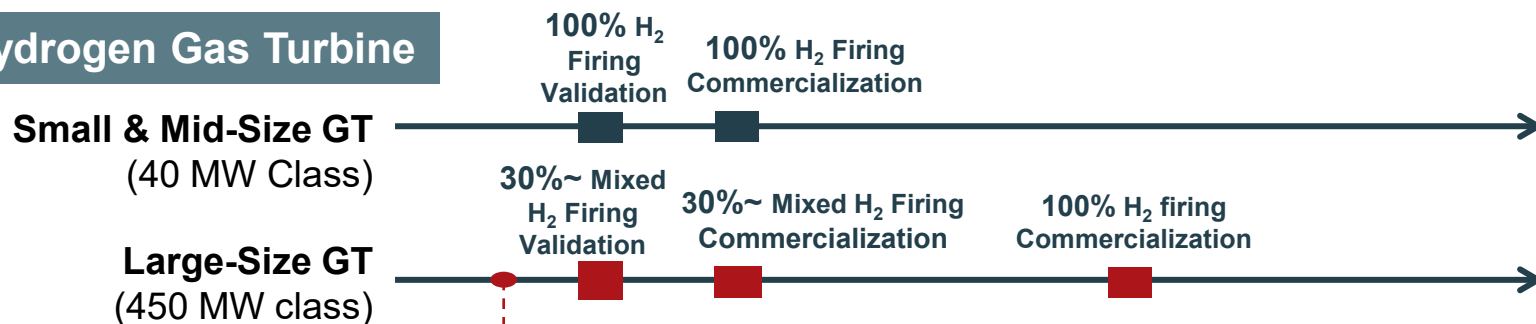 ydrogen Gas Turbine
100% H₂
Firing
Validation
100% H₂ Firing
Commercialization
Small & Mid-Size GT
(40 MW Class)
30%~ Mixed
H₂ Firing
Validation
30%~ Mixed H₂ Firing
Commercialization
100% H₂ firing
Commercialization
Large-Size GT
(450 MW class)